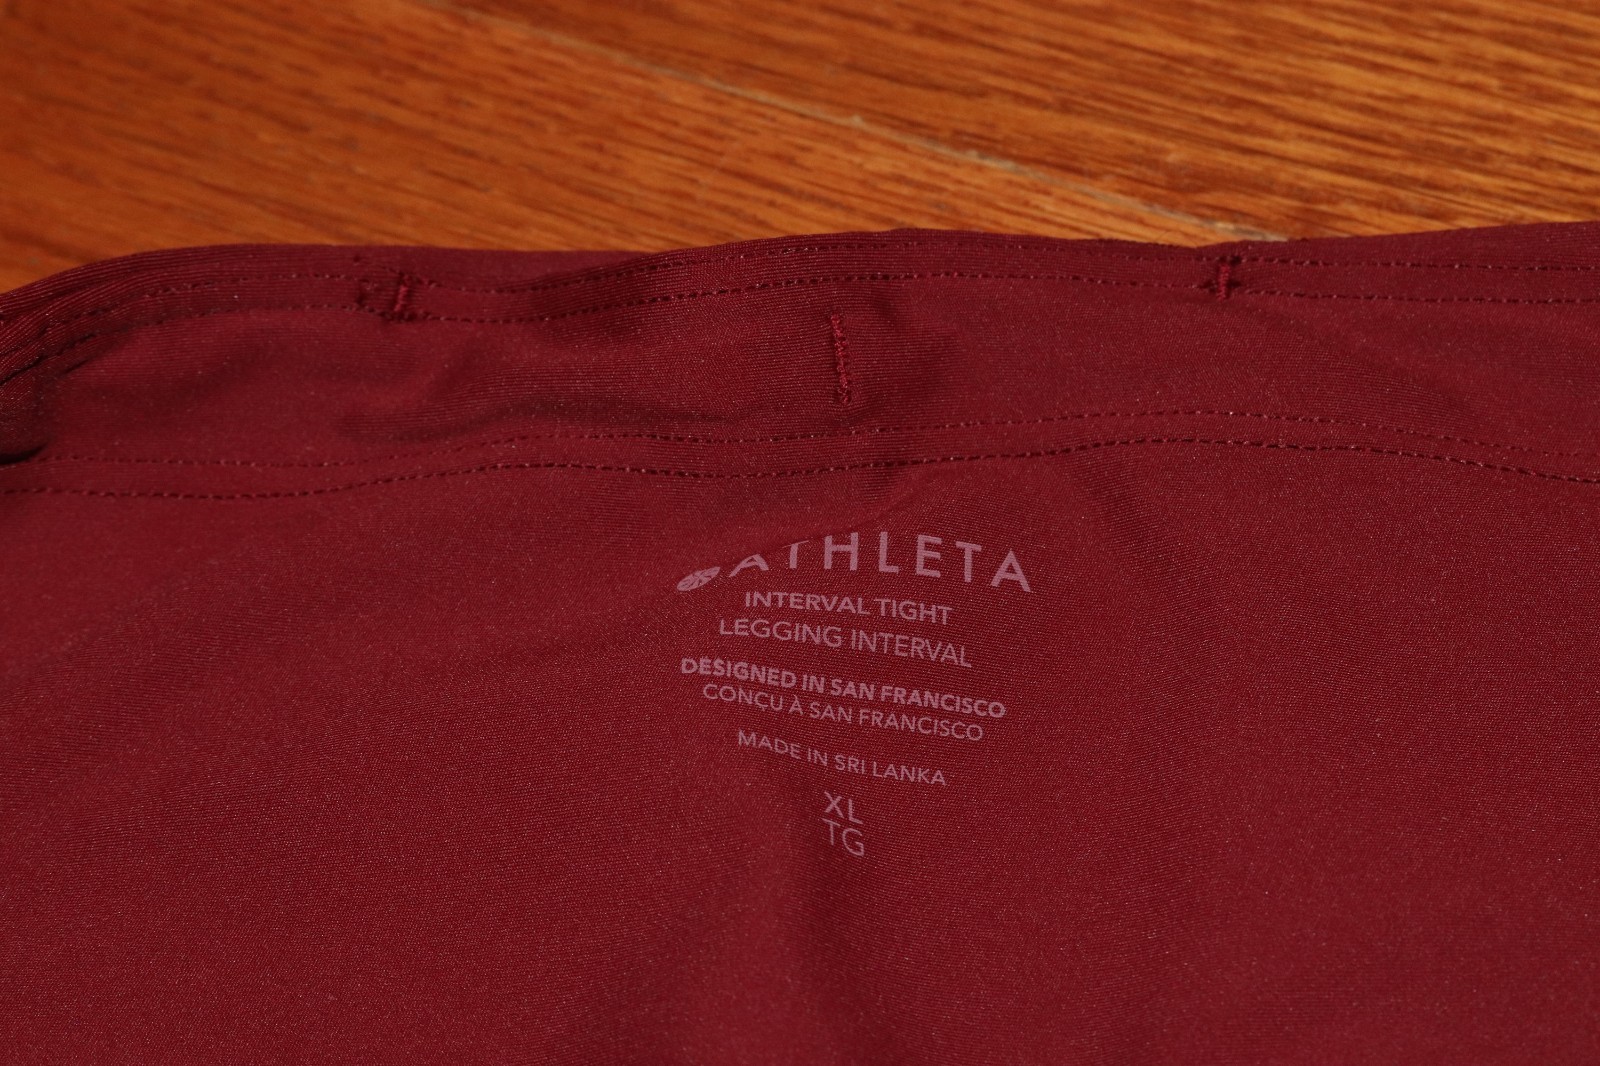 ATHLETA
INTERVAL TIGHT
LEGGING INTERVAL
DESIGNED IN SAN FRANCISCO
CONÇU À SAN FRANCISCO
MADE IN SRI LANKA
XL
TG